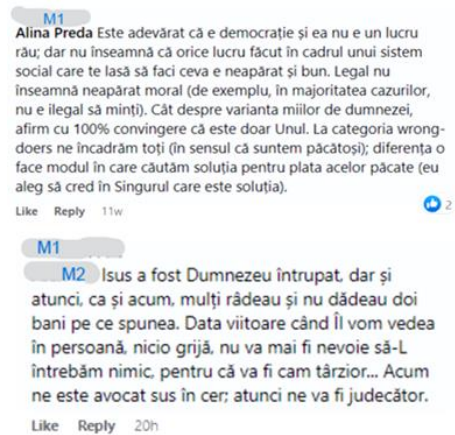 M1
Alina Preda Este adevărat că e democrație și ea nu e un lucru
rău; dar nu înseamnă că orice lucru făcut în cadrul unui sistem
social care te lasă să faci ceva e neapărat și bun. Legal nu
înseamnă neapărat moral (de exemplu, în majoritatea cazurilor,
nu e ilegal să minți). Cât despre varianta miilor de dumnezei,
afirm cu 100% convingere că este doar Unul. La categoria wrong-
doers ne încadrăm toți (în sensul că suntem păcătoși); diferența o
face modul în care căutăm soluția pentru plata acelor păcate (eu
aleg să cred în Singurul care este soluția).
Like Reply 11w 2
M1
M2 Isus a fost Dumnezeu întrupat, dar și
atunci, ca și acum, mulți râdeau și nu dădeau doi
bani pe ce spunea. Data viitoare când Îl vom vedea
în persoană, nicio grijă, nu va mai fi nevoie să-L
întrebăm nimic, pentru că va fi cam târzior... Acum
ne este avocat sus în cer; atunci ne va fi judecător.
Like Reply 20h